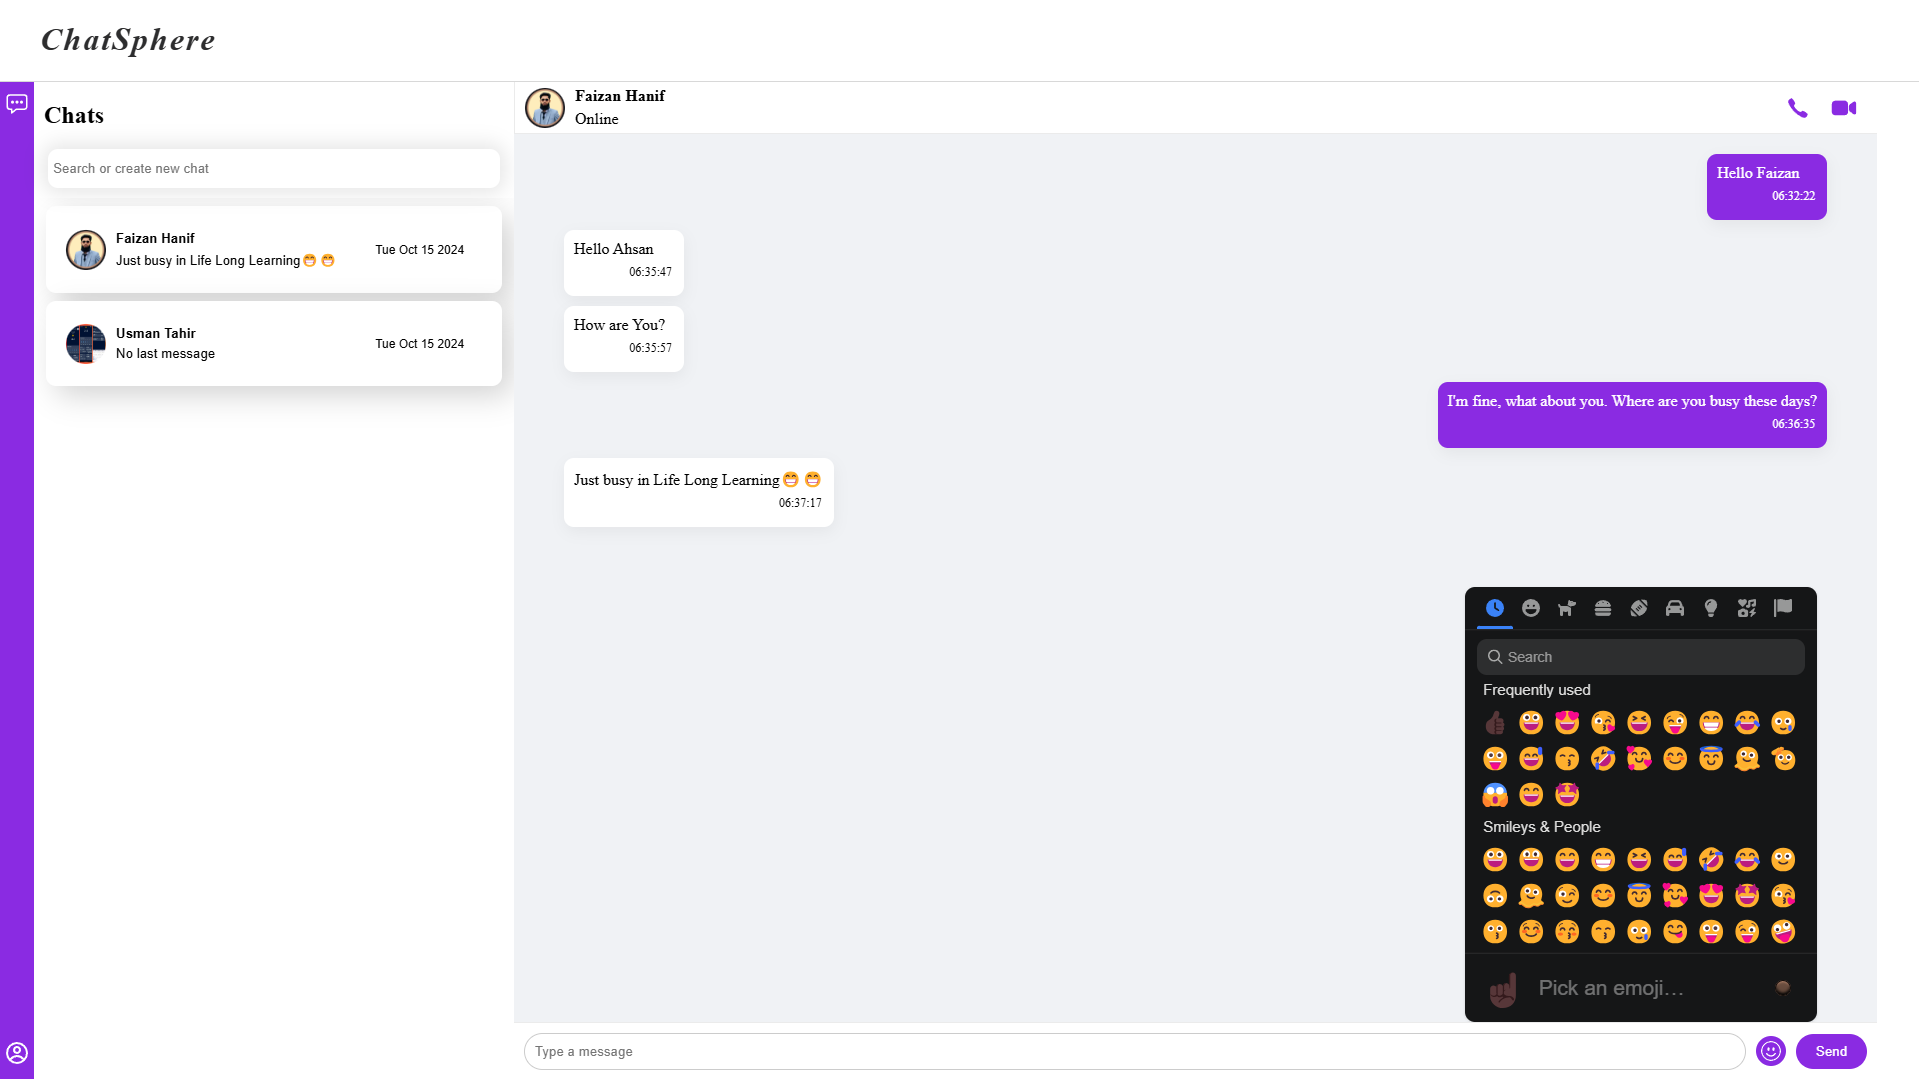 ChatSphere
Chats
Search or create new chat
Faizan Hanif
Just busy in Life Long Learning😁 😁
Tue Oct 15 2024
Usman Tahir
No last message
Tue Oct 15 2024
Faizan Hanif
Online
Hello Faizan
06:32:22
Hello Ahsan
06:35:47
How are You?
06:35:57
I'm fine, what about you. Where are you busy these days?
06:36:35
Just busy in Life Long Learning😁 😁
06:37:17
Search
Frequently used
Smileys & People
Pick an emoji…
Type a message
Send